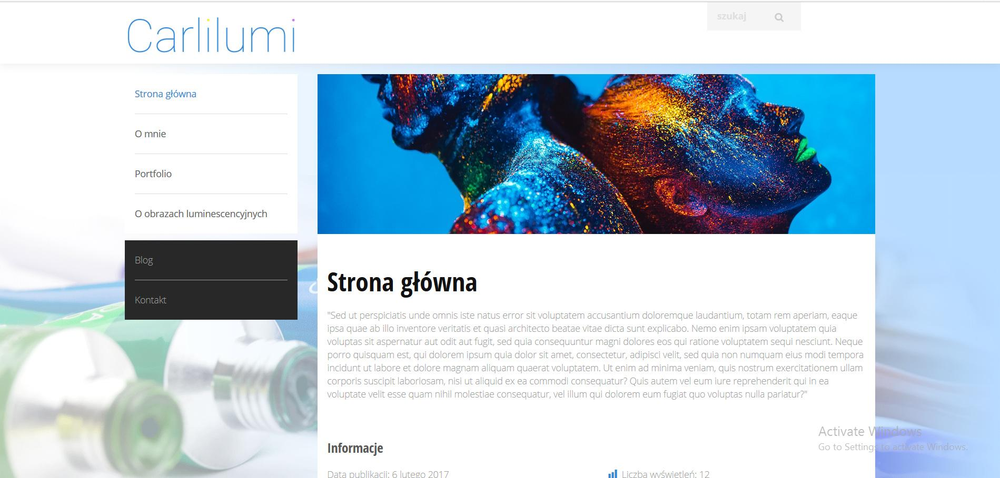 Carlilumi
szukaj
Strona główna
O mnie
Portfolio
O obrazach luminescencyjnych
Blog
Kontakt
Strona główna
"Sed ut perspiciatis unde omnis iste natus error sit voluptatem accusantium doloremque laudantium, totam rem aperiam, eaque
ipsa quae ab illo inventore veritatis et quasi architecto beatae vitae dicta sunt explicabo. Nemo enim ipsam voluptatem quia
voluptas sit aspernatur aut odit aut fugit, sed quia consequuntur magni dolores eos qui ratione voluptatem sequi nesciunt. Neque
porro quisquam est, qui dolorem ipsum quia dolor sit amet, consectetur, adipisci velit, sed quia non numquam eius modi tempora
incidunt ut labore et dolore magnam aliquam quaerat voluptatem. Ut enim ad minima veniam, quis nostrum exercitationem ullam
corporis suscipit laboriosam, nisi ut aliquid ex ea commodi consequatur? Quis autem vel eum iure reprehenderit qui in ea
voluptate velit esse quam nihil molestiae consequatur, vel illum qui dolorem eum fugiat quo voluptas nulla pariatur?"
Informacje
Data publikacji: 6 lutego 2017
Liczba wyświetleń: 12
Activate Windows
Go to Settings to activate Windows.